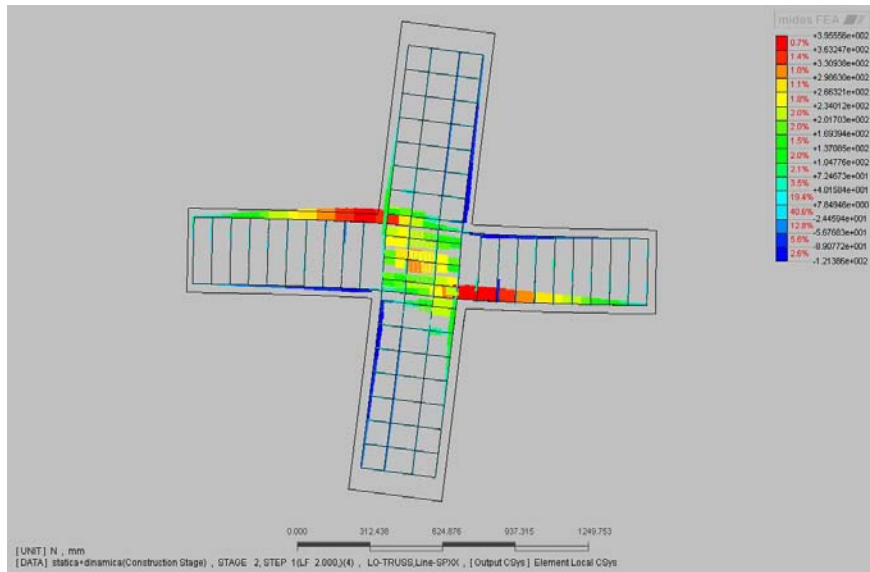 midas FEA
+3.95556e+002
0.7%
+3.63247e+002
1.4%
+3.30938e+002
1.0%
+2.98630e+002
1.1%
+2.66321e+002
1.8%
+2.34012e+002
2.0%
+2.01703e+002
2.0%
+1.69394e+002
1.5%
+1.37085e+002
2.0%
+1.04776e+002
2.1%
+7.24673e+001
3.5%
+4.01584e+001
19.4%
+7.84946e+000
40.6%
-2.44594e+001
12.8%
-5.67683e+001
5.6%
-8.90772e+001
2.6%
-1.21386e+002
0.000 312.438 624.876 937.315 1249.753
[UNIT] N , mm
[DATA] statica+dinamica(Construction Stage) , STAGE 2, STEP 1(LF 2.000,)(4) , LO-TRUSS,Line-SPXX , [Output CSys] Element Local CSys